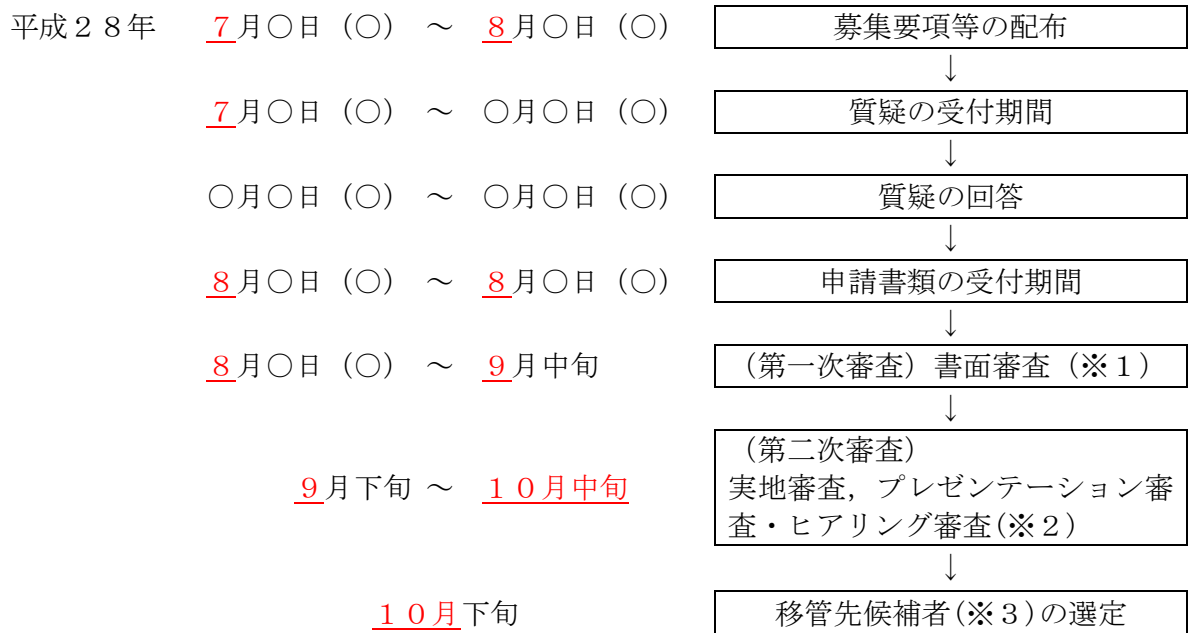 平成２８年　７月○日（○）　～　８月○日（○）　募集要項等の配布
↓
７月○日（○）　～　○月○日（○）　質疑の受付期間
↓
○月○日（○）　～　○月○日（○）　質疑の回答
↓
８月○日（○）　～　８月○日（○）　申請書類の受付期間
↓
８月○日（○）　～　９月中旬　（第一次審査）書面審査（※１）
↓
（第二次審査）
９月下旬　～　１０月中旬　実地審査，プレゼンテーション審
査・ヒアリング審査(※２)
↓
１０月下旬　移管先候補者(※３)の選定